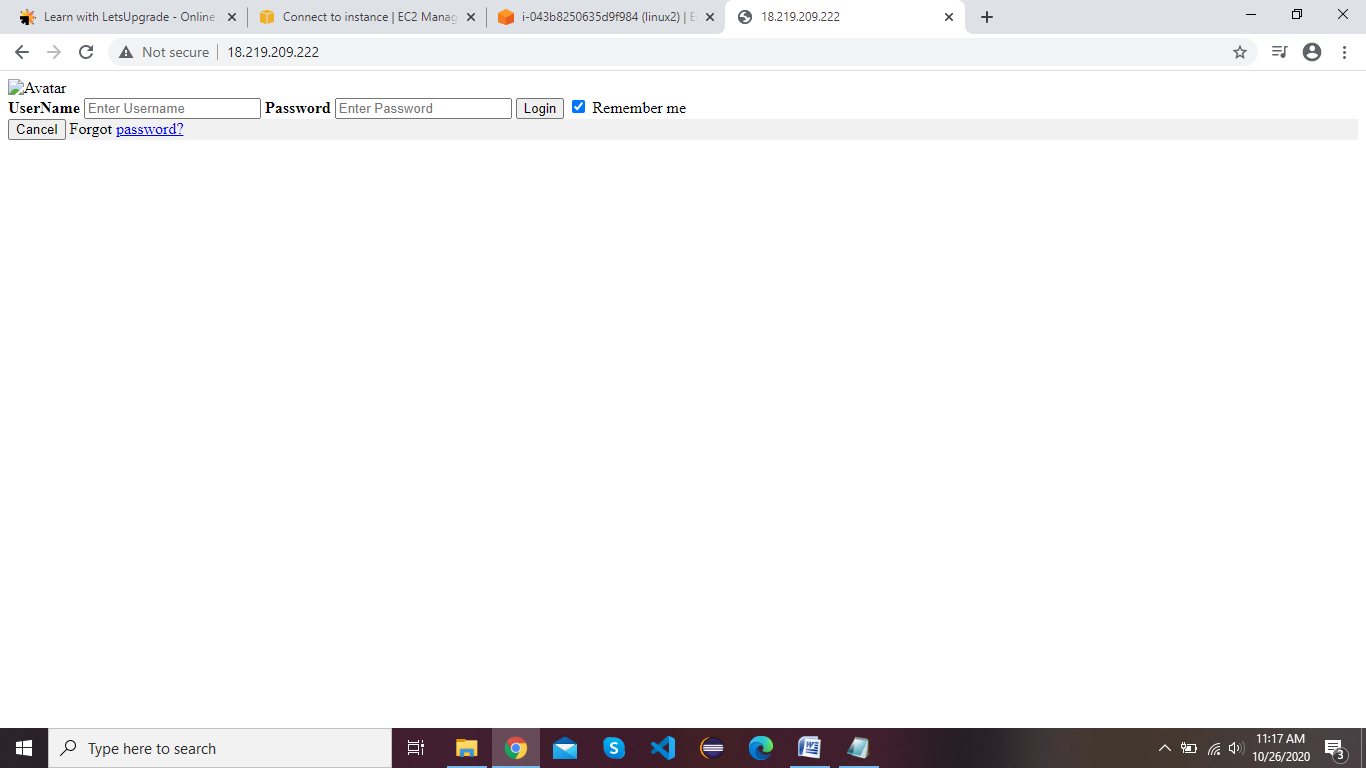 Learn with LetsUpgrade - Online
Connect to instance | EC2 Manag
i-043b8250635d9f984 (linux2) | E
18.219.209.222
Not secure 18.219.209.222
Avatar
UserName Enter Username Password Enter Password Login Remember me
Cancel Forgot password?
Type here to search
11:17 AM
10/26/2020
3